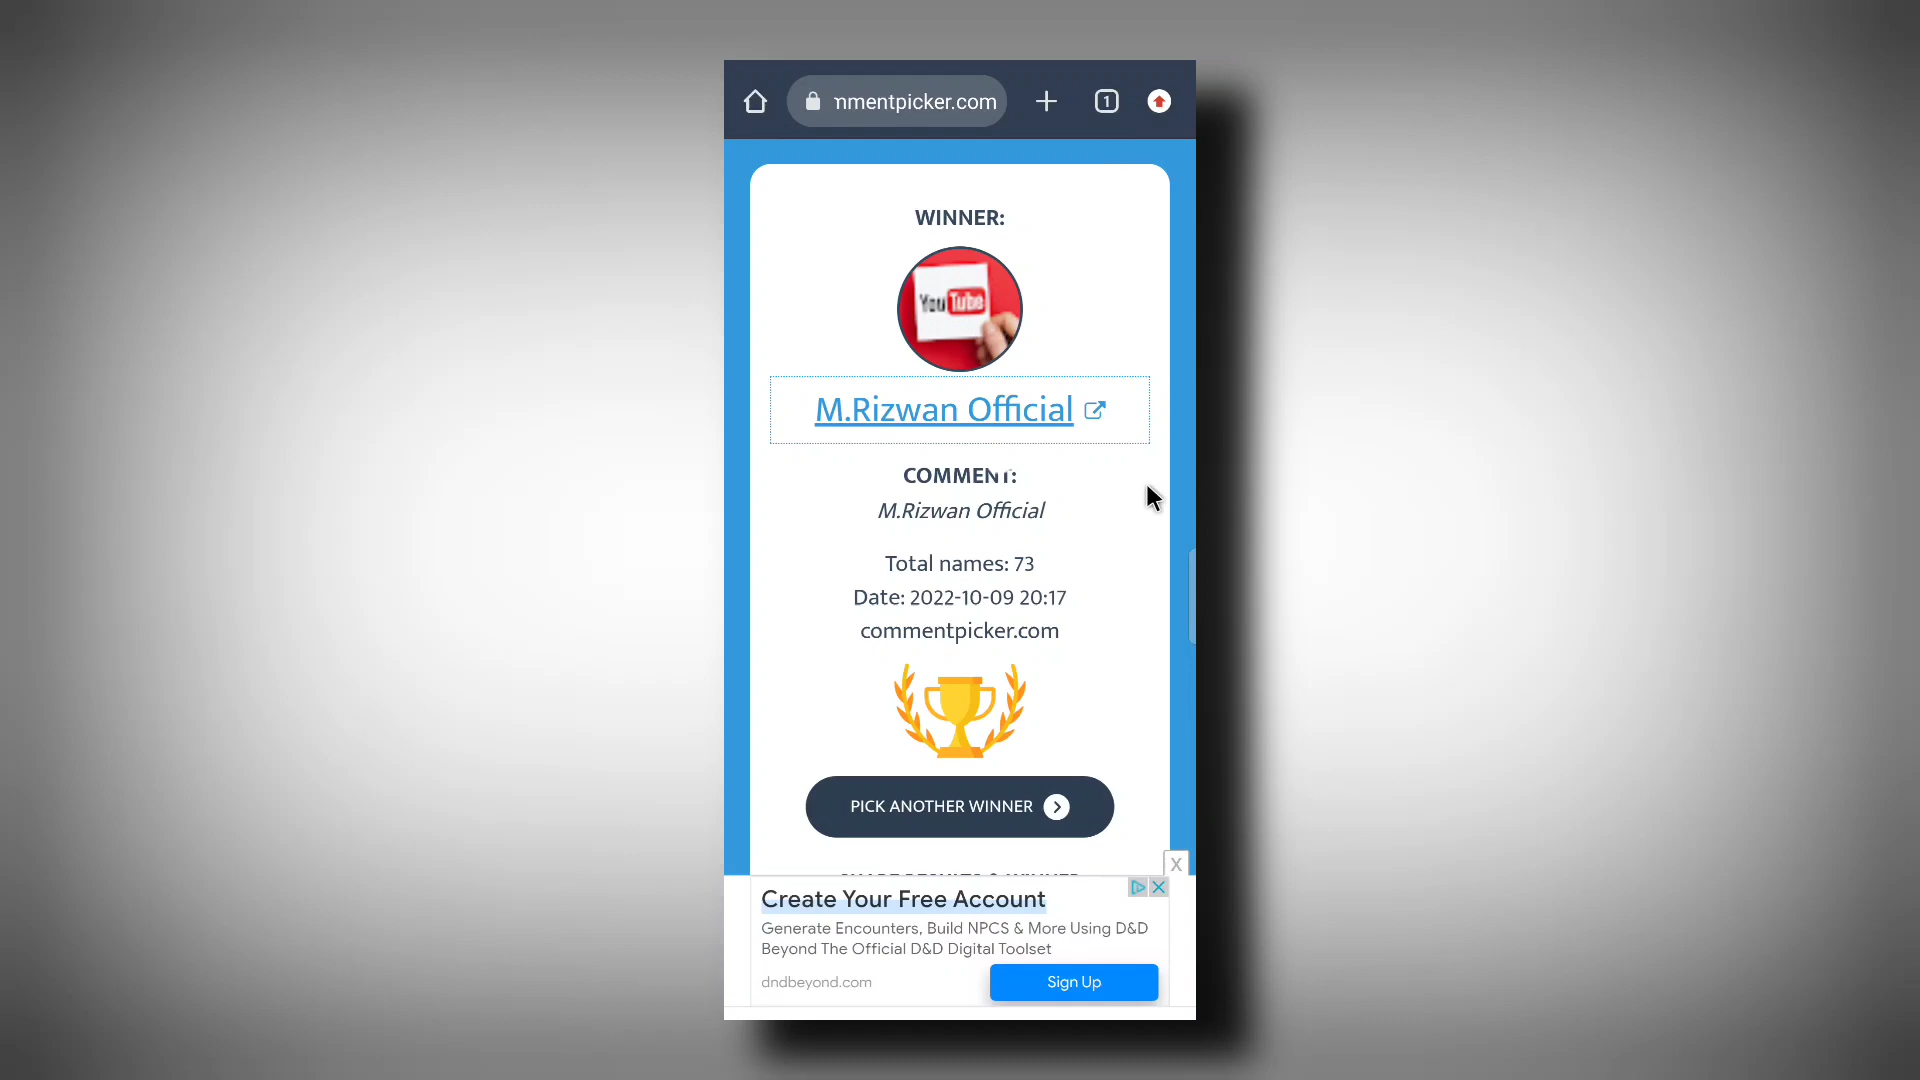 nmentpicker.com
1
WINNER:
You Tube
M.Rizwan Official
COMMENT:
M.Rizwan Official
Total names: 73
Date: 2022-10-09 20:17
commentpicker.com
PICK ANOTHER WINNER
X
Create Your Free Account
Generate Encounters, Build NPCS & More Using D&D
Beyond The Official D&D Digital Toolset
dndbeyond.com
Sign Up